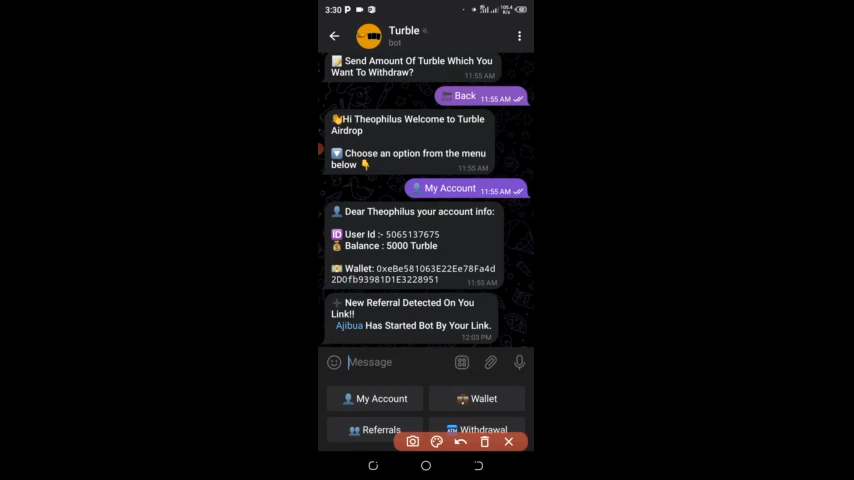 3:30 P
105.4
K/s
Turble
bot
Send Amount Of Turble Which You
Want To Withdraw?
11:55 AM
Back 11:55 AM
Hi Theophilus Welcome to Turble
Airdrop
Choose an option from the menu
below
11:55 AM
My Account 11:55 AM
Dear Theophilus your account info:
ID User Id :- 5065137675
Balance : 5000 Turble
Wallet: 0xeBe581063E22Ee78Fa4d
2D0fb93981D1E3228951
11:55 AM
New Referral Detected On You
Link!!
Ajibua Has Started Bot By Your Link.
12:03 PM
Message
My Account
Wallet
Referrals
ATM Withdrawal